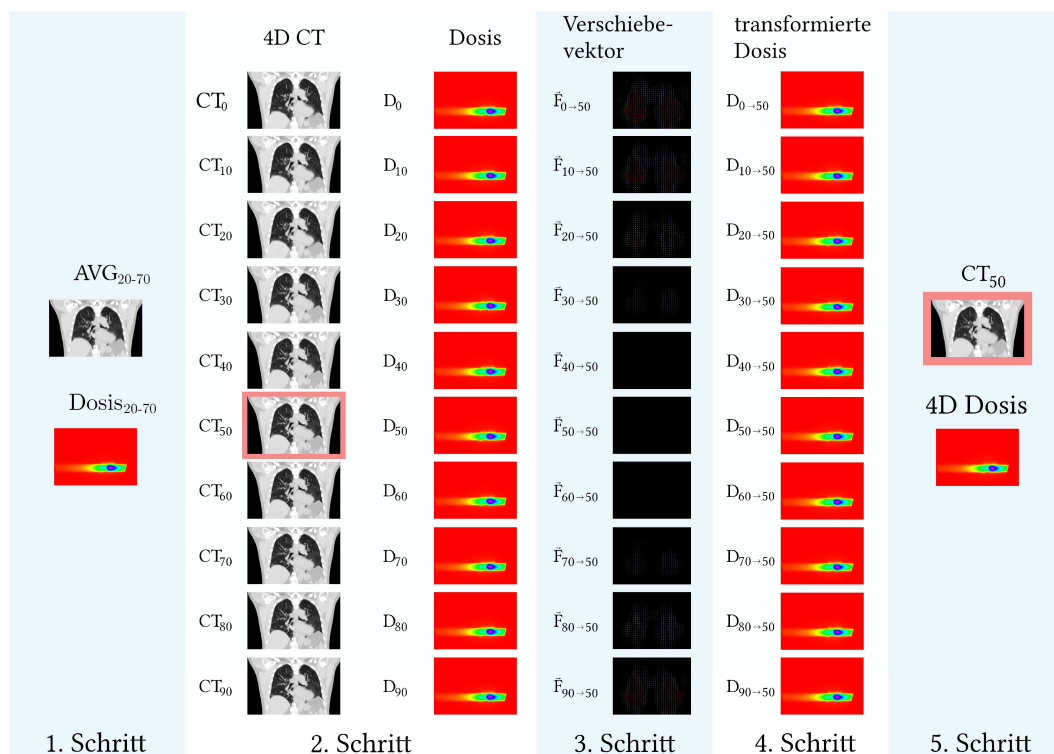 4D CT
Dosis
Verschiebe-
vektor
transformierte
Dosis
CT0 D0 F⃗0→50 D0→50
CT10 D10 F⃗10→50 D10→50
CT20 D20 F⃗20→50 D20→50
AVG20-70
CT30 D30 F⃗30→50 D30→50
CT50
CT40 D40 F⃗40→50 D40→50
Dosis20-70
4D Dosis
CT50 D50 F⃗50→50 D50→50
CT60 D60 F⃗60→50 D60→50
CT70 D70 F⃗70→50 D70→50
CT80 D80 F⃗80→50 D80→50
CT90 D90 F⃗90→50 D90→50
1. Schritt 2. Schritt 3. Schritt 4. Schritt 5. Schritt